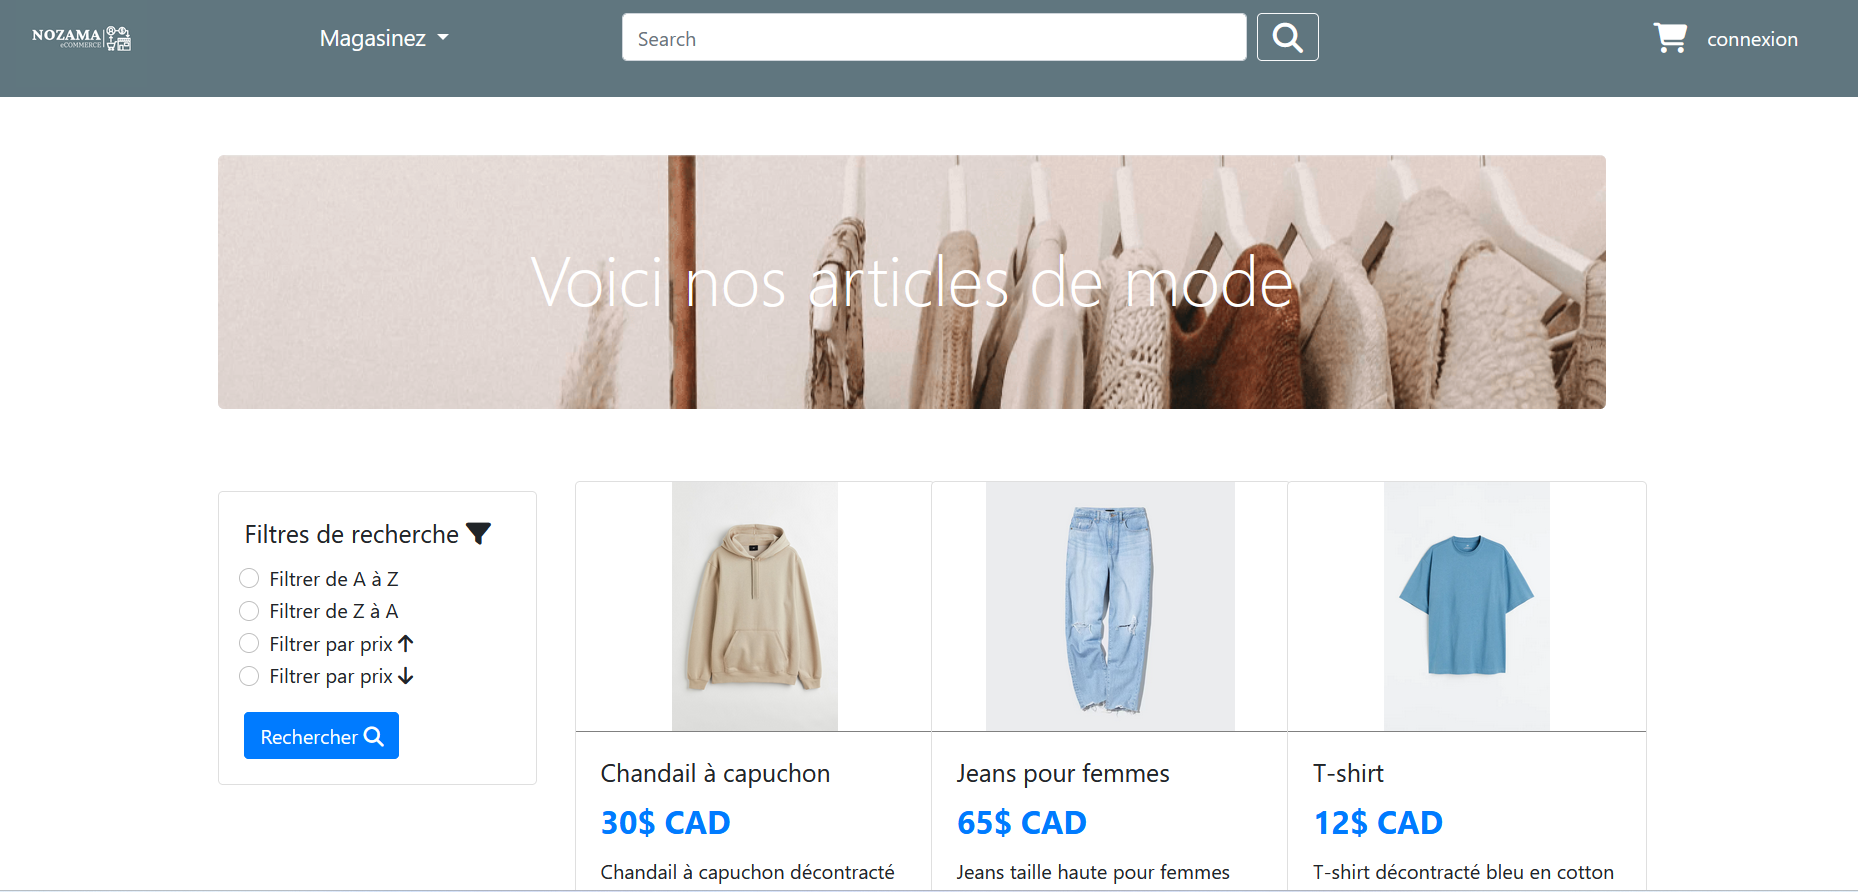 NOZAMA
eCOMMERCE
Magasinez
Search
connexion
Voici nos articles de mode
Filtres de recherche
Filtrer de A à Z
Filtrer de Z à A
Filtrer par prix
Filtrer par prix
Rechercher
Chandail à capuchon
30$ CAD
Chandail à capuchon décontracté
Jeans pour femmes
65$ CAD
Jeans taille haute pour femmes
T-shirt
12$ CAD
T-shirt décontracté bleu en cotton